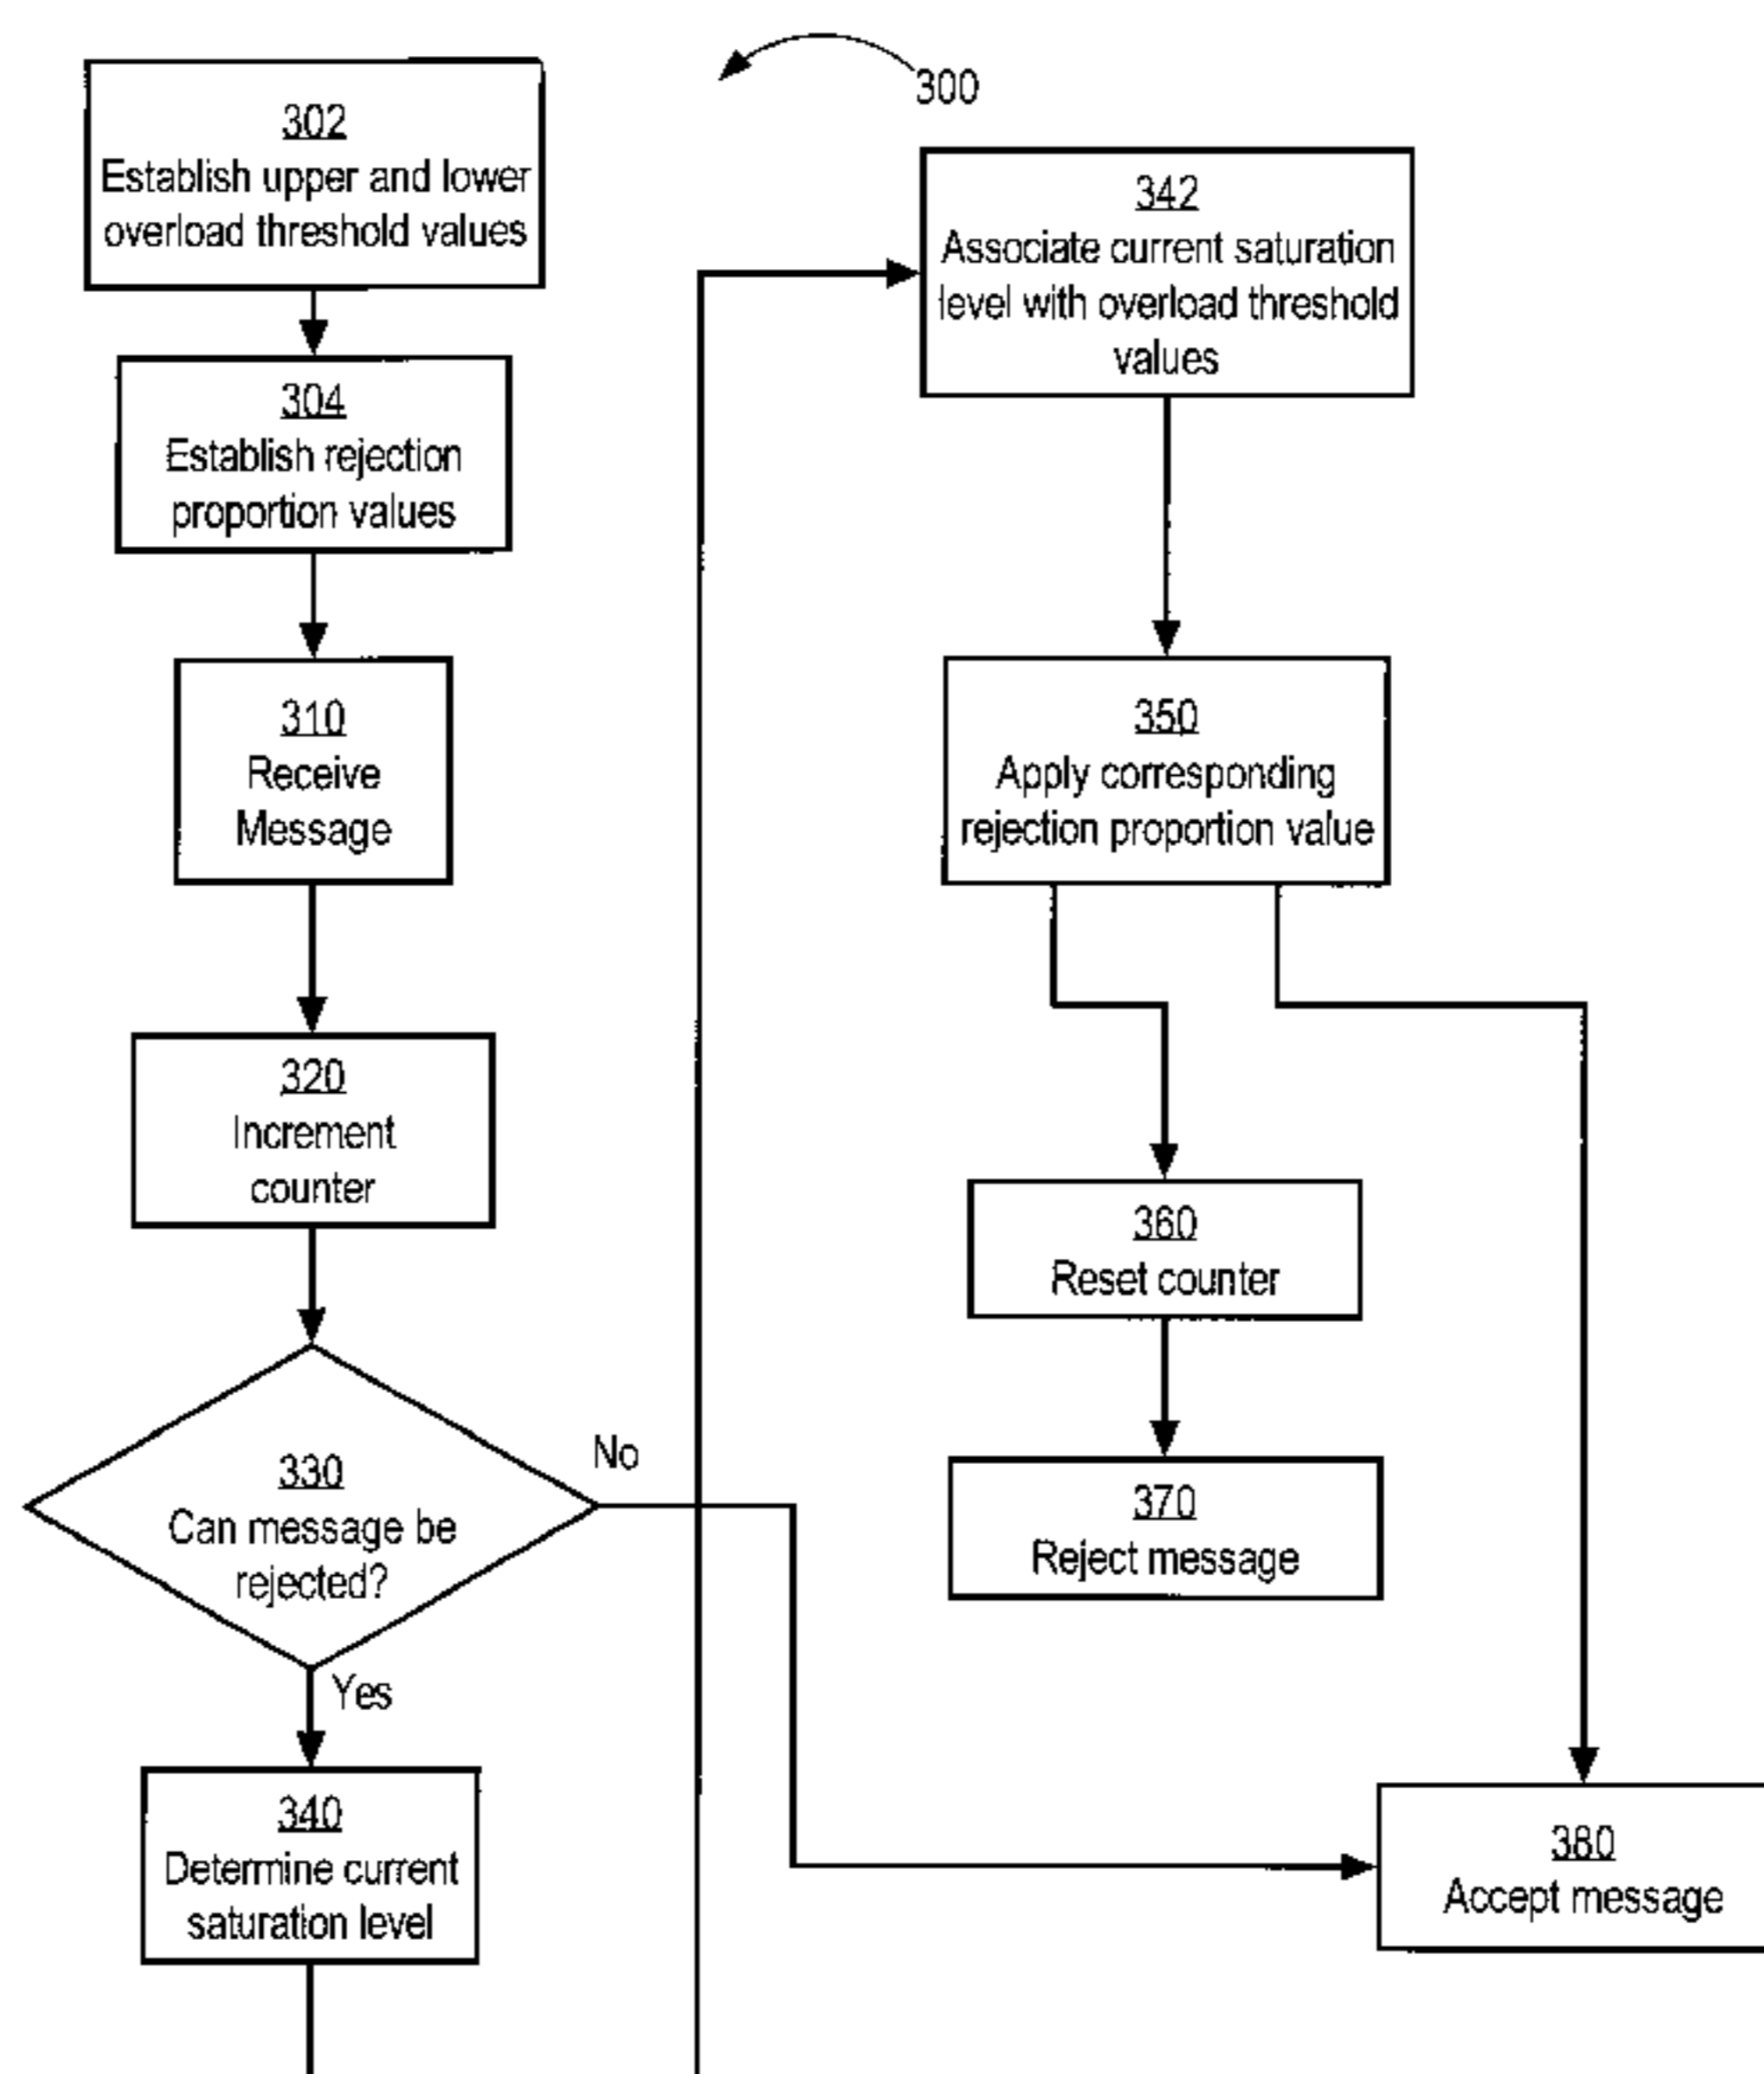 300
302
Establish upper and lower
overload threshold values
304
Establish rejection
proportion values
310
Receive
Message
320
Increment
counter
330
Can message be
rejected?
No
Yes
340
Determine current
saturation level
342
Associate current saturation
level with overload threshold
values
350
Apply corresponding
rejection proportion value
360
Reset counter
370
Reject message
380
Accept message